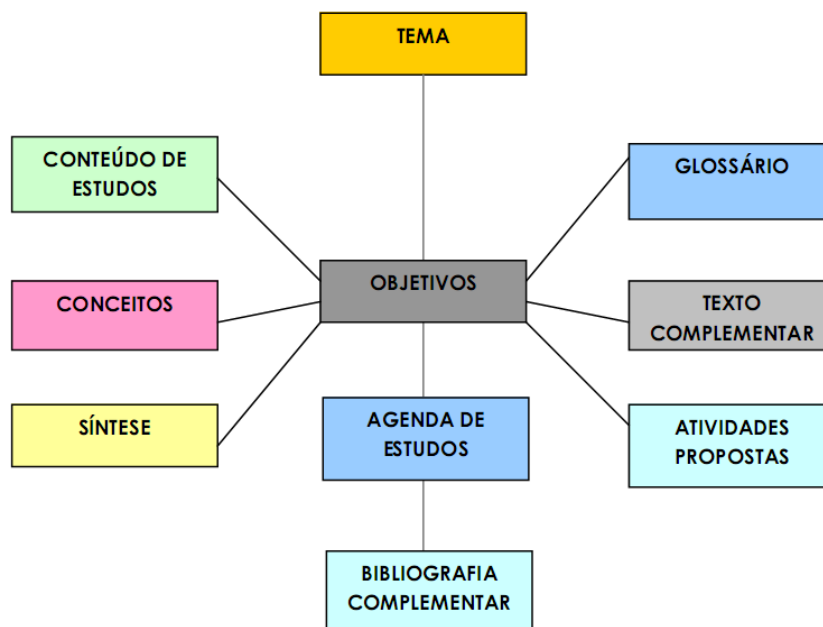 TEMA
CONTEÚDO DE
ESTUDOS
GLOSSÁRIO
OBJETIVOS
CONCEITOS
TEXTO
COMPLEMENTAR
SÍNTESE
AGENDA DE
ESTUDOS
ATIVIDADES
PROPOSTAS
BIBLIOGRAFIA
COMPLEMENTAR